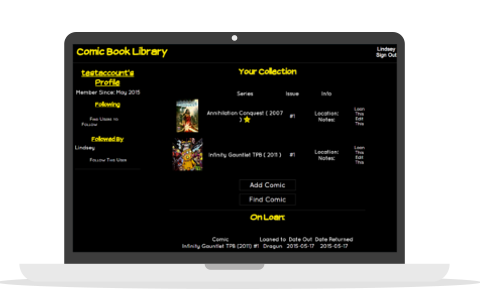 Comic Book Library
Lindsey
Sign Out
testaccount's
Profile
Member Since: May 2015
Following
Find Users to
Follow
Followed By
Lindsey
Follow This User
Your Collection
Series Issue Info
Annihilation Conquest ( 2007
) #1 Location:
Notes: Loan
This
Edit
This
Infinity Gauntlet TPB ( 2011 ) #1 Location:
Notes: Loan
This
Edit
This
Add Comic
Find Comic
On Loan
Comic Loaned to Date Out Date Returned
Infinity Gauntlet TPB (2011) #1 Dragun 2015-05-17 2015-05-17